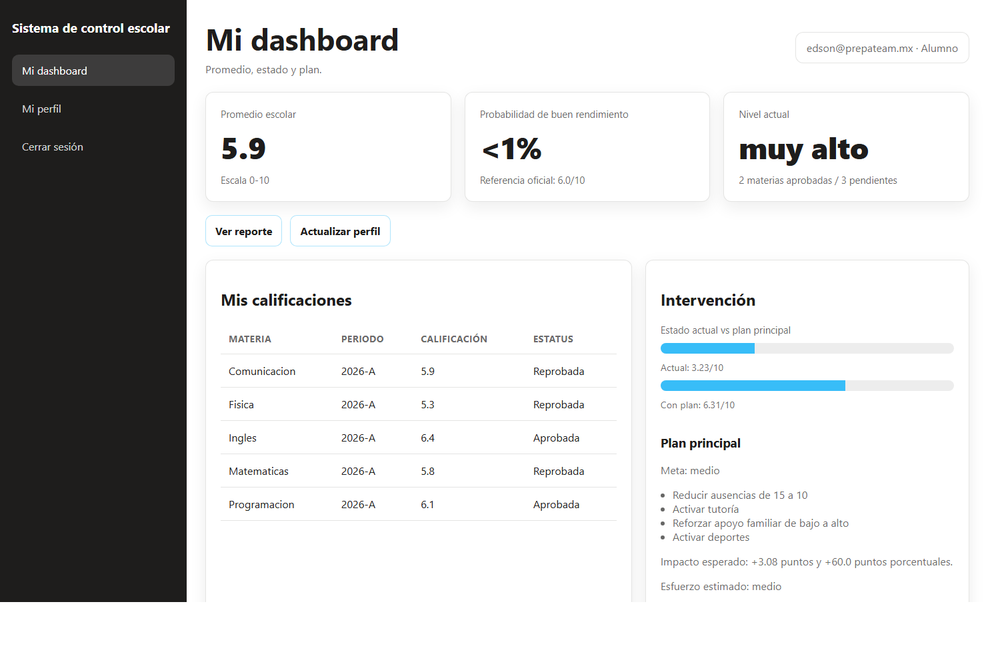 Sistema de control escolar
Mi dashboard
Mi perfil
Cerrar sesión
Mi dashboard
Promedio, estado y plan.
edson@prepateam.mx · Alumno
Promedio escolar
5.9
Escala 0-10
Probabilidad de buen rendimiento
<1%
Referencia oficial: 6.0/10
Nivel actual
muy alto
2 materias aprobadas / 3 pendientes
Ver reporte
Actualizar perfil
Mis calificaciones
MATERIA PERIODO CALIFICACIÓN ESTATUS
Comunicacion 2026-A 5.9 Reprobada
Fisica 2026-A 5.3 Reprobada
Ingles 2026-A 6.4 Aprobada
Matematicas 2026-A 5.8 Reprobada
Programacion 2026-A 6.1 Aprobada
Intervención
Estado actual vs plan principal
Actual: 3.23/10
Con plan: 6.31/10
Plan principal
Meta: medio
• Reducir ausencias de 15 a 10
• Activar tutoría
• Reforzar apoyo familiar de bajo a alto
• Activar deportes
Impacto esperado: +3.08 puntos y +60.0 puntos porcentuales.
Esfuerzo estimado: medio